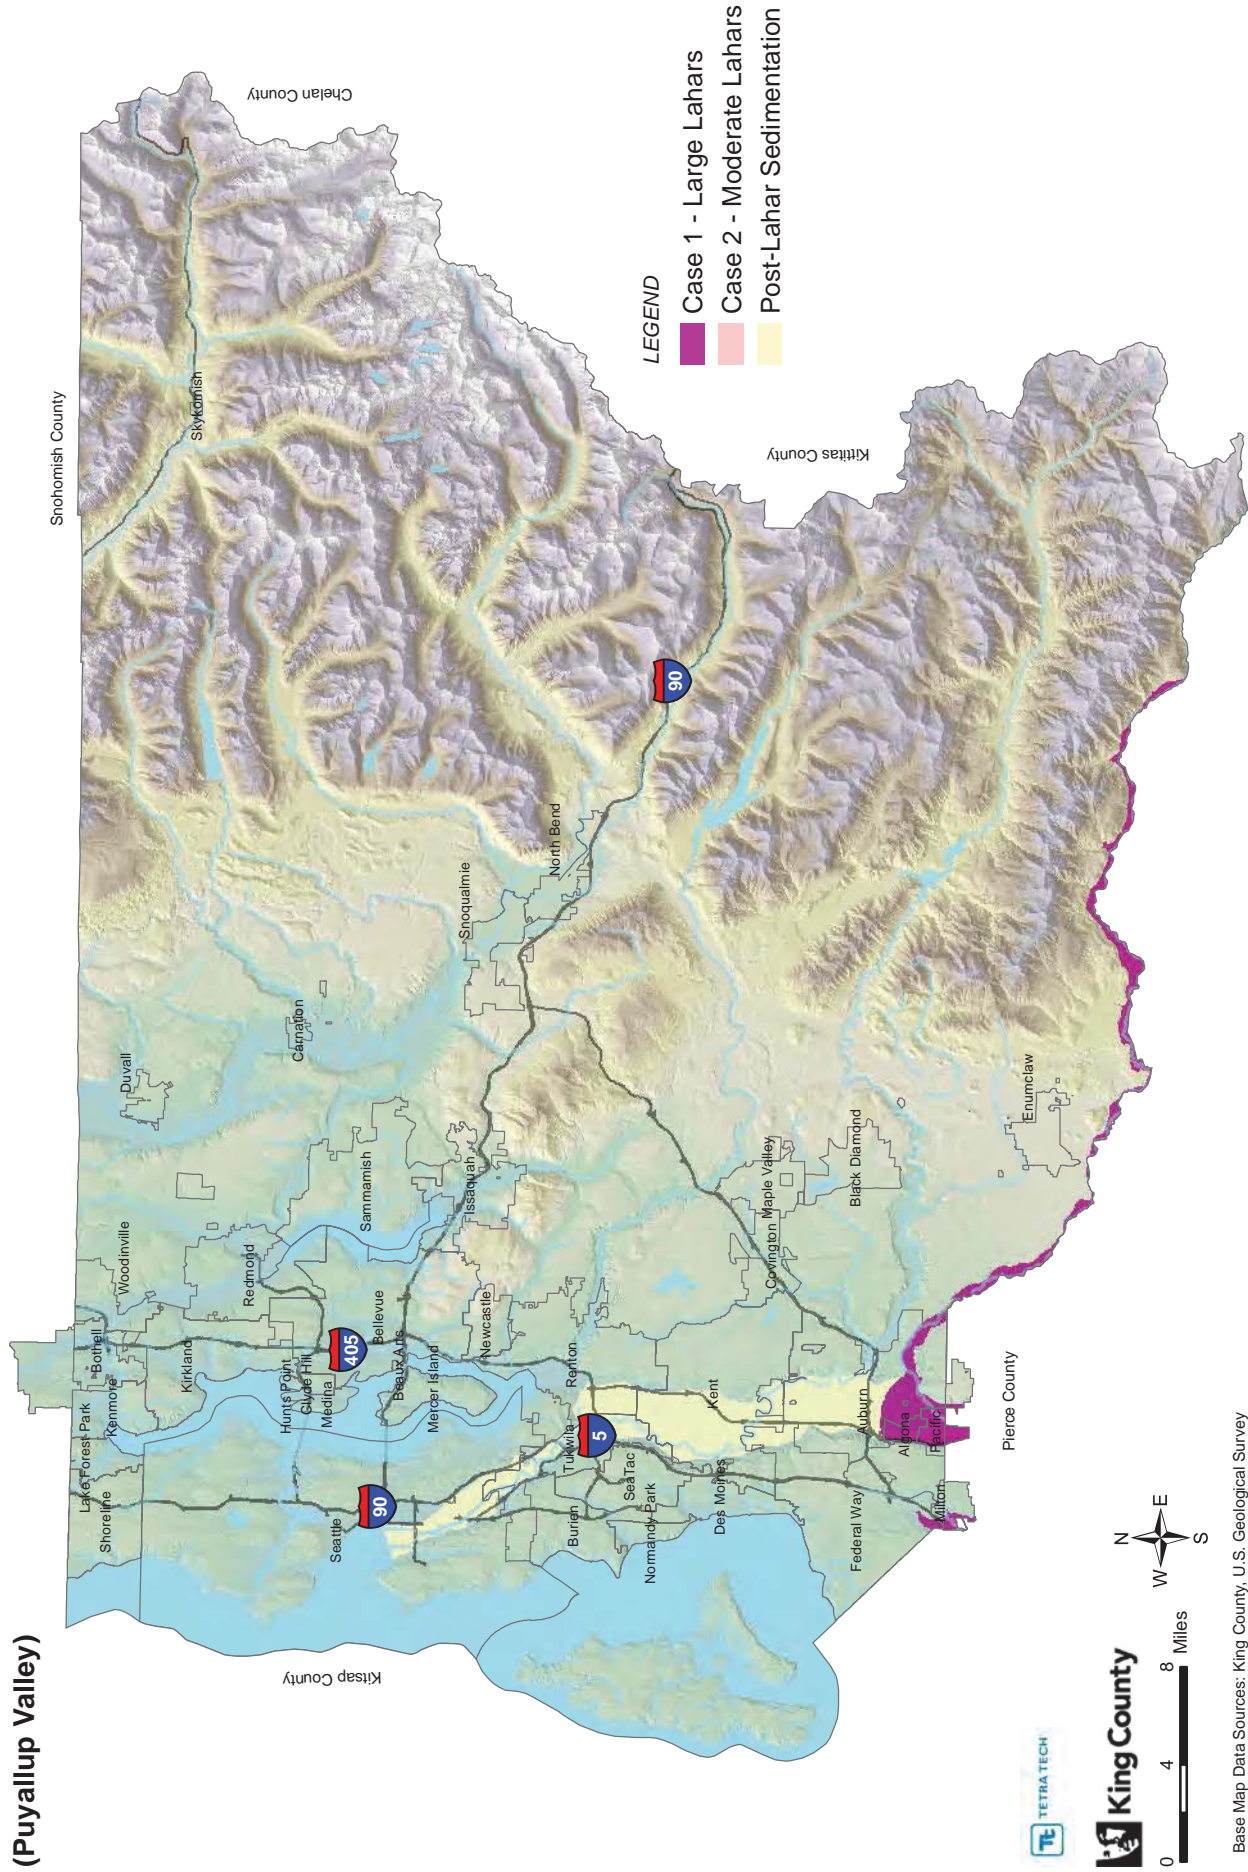 (Puyallup Valley)
Snohomish County
Chelan County
Kittitas County
Kitsap County
Pierce County
Skykomish
Duvall
Carnation
Woodinville
Bothell
Kenmore
Lake Forest Park
Shoreline
Kirkland
Redmond
Sammamish
Hunts Point
Clyde Hill
Medina
405
Bellevue
Beaux Arts
Mercer Island
Newcastle
Issaquah
Snoqualmie
North Bend
90
Seattle
90
Renton
Tukwila
5
Burien
SeaTac
Normandy Park
Des Moines
Kent
Covington
Maple Valley
Black Diamond
Enumclaw
Auburn
Algona
Pacific
Federal Way
Milton
LEGEND
Case 1 - Large Lahars
Case 2 - Moderate Lahars
Post-Lahar Sedimentation
N
W
E
S
Tt TETRA TECH
King County
0 4 8
Miles
Base Map Data Sources: King County, U.S. Geological Survey